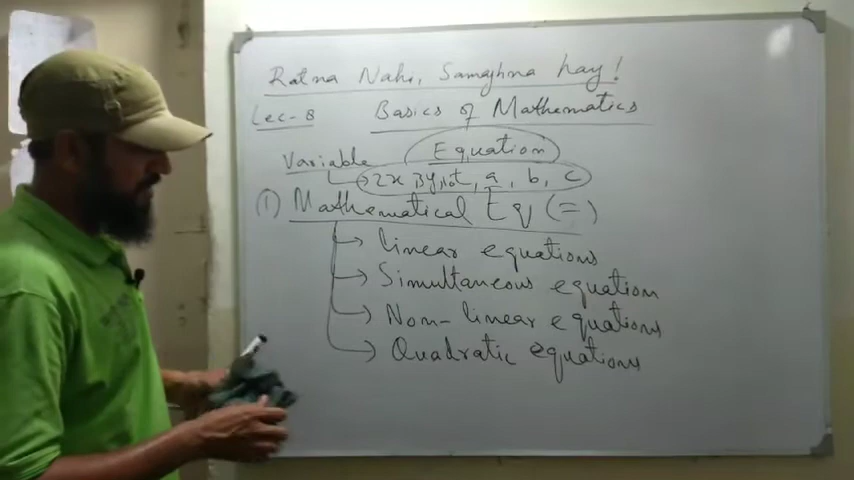 Ratna Nahi, Samajhna hay!
Lec-8 Basics of Mathematics
Variable Equation
2x, 3y, t, a, b, c
(1) Mathematical Eq (=)
→ linear equations
→ Simultaneous equation
→ Non-linear equations
→ Quadratic equations